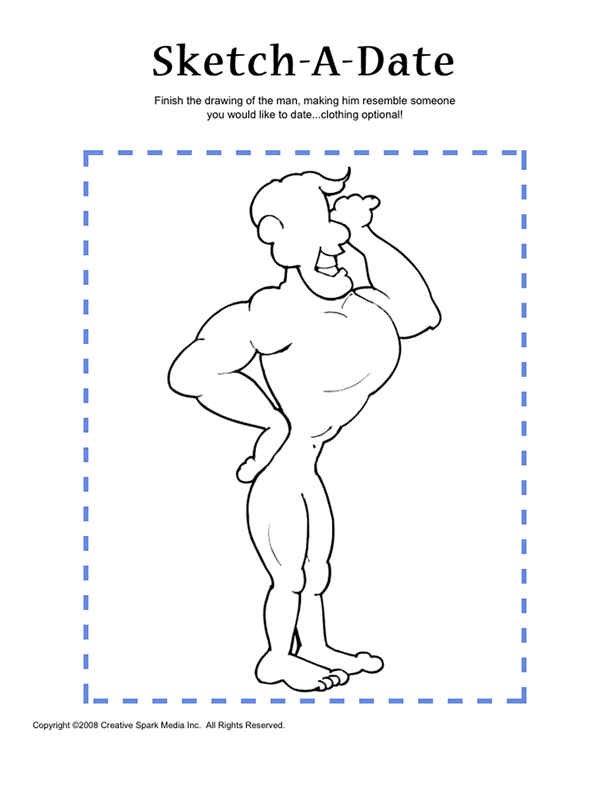 Sketch-A-Date
Finish the drawing of the man, making him resemble someone
you would like to date...clothing optional!
Copyright ©2008 Creative Spark Media Inc.  All Rights Reserved.